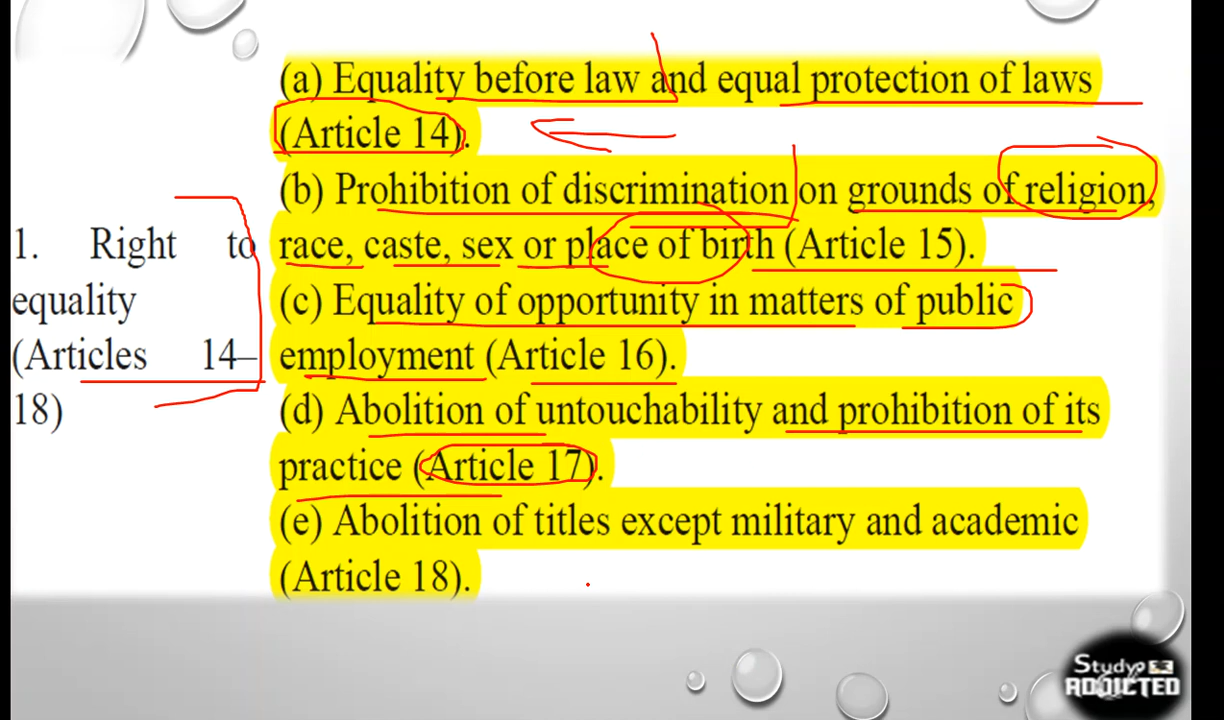 (a) Equality before law and equal protection of laws
(Article 14).
(b) Prohibition of discrimination on grounds of religion,
race, caste, sex or place of birth (Article 15).
(c) Equality of opportunity in matters of public
employment (Article 16).
(d) Abolition of untouchability and prohibition of its
practice (Article 17).
(e) Abolition of titles except military and academic
(Article 18).
1. Right to
equality
(Articles 14–
18)
Study
ADDICTED